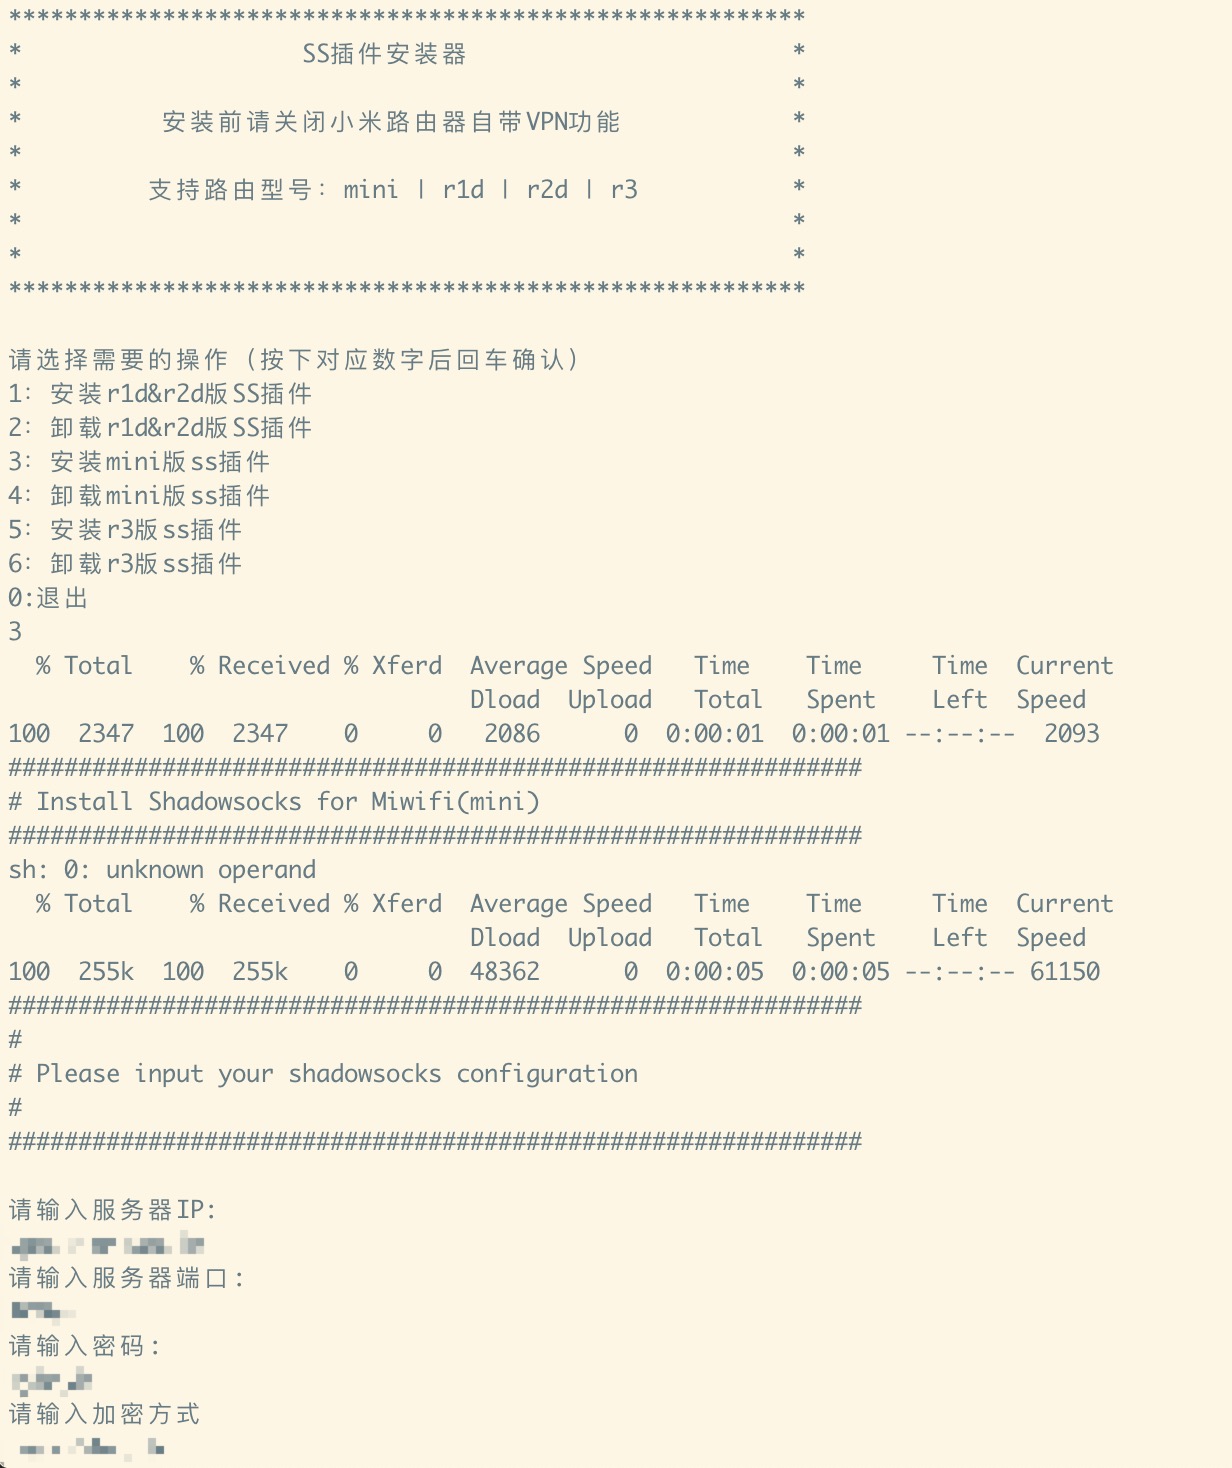 *********************************************************
* SS插件安装器 *
* *
* 安装前请关闭小米路由器自带VPN功能 *
* *
* 支持路由型号：mini | r1d | r2d | r3 *
* *
* *
*********************************************************
请选择需要的操作（按下对应数字后回车确认）
1：安装r1d&r2d版SS插件
2：卸载r1d&r2d版SS插件
3：安装mini版ss插件
4：卸载mini版ss插件
5：安装r3版ss插件
6：卸载r3版ss插件
0:退出
3
% Total % Received % Xferd Average Speed Time Time Time Current
Dload Upload Total Spent Left Speed
100 2347 100 2347 0 0 2086 0 0:00:01 0:00:01 --:--:-- 2093
#############################################################
# Install Shadowsocks for Miwifi(mini)
#############################################################
sh: 0: unknown operand
% Total % Received % Xferd Average Speed Time Time Time Current
Dload Upload Total Spent Left Speed
100 255k 100 255k 0 0 48362 0 0:00:05 0:00:05 --:--:-- 61150
#############################################################
#
# Please input your shadowsocks configuration
#
#############################################################
请输入服务器IP:
请输入服务器端口:
请输入密码:
请输入加密方式